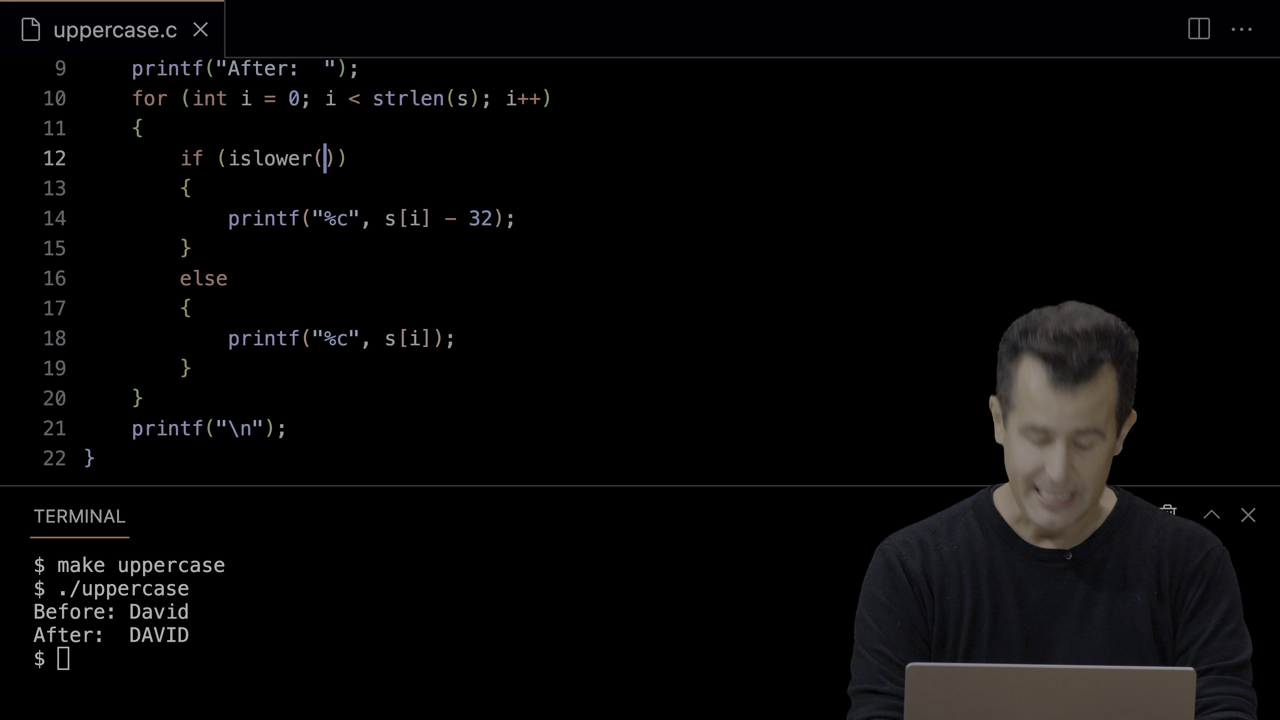 uppercase.c
9 printf("After:  ");
10 for (int i = 0; i < strlen(s); i++)
11 {
12 if (islower())
13 {
14 printf("%c", s[i] - 32);
15 }
16 else
17 {
18 printf("%c", s[i]);
19 }
20 }
21 printf("\n");
22 }
TERMINAL
$ make uppercase
$ ./uppercase
Before: David
After:  DAVID
$